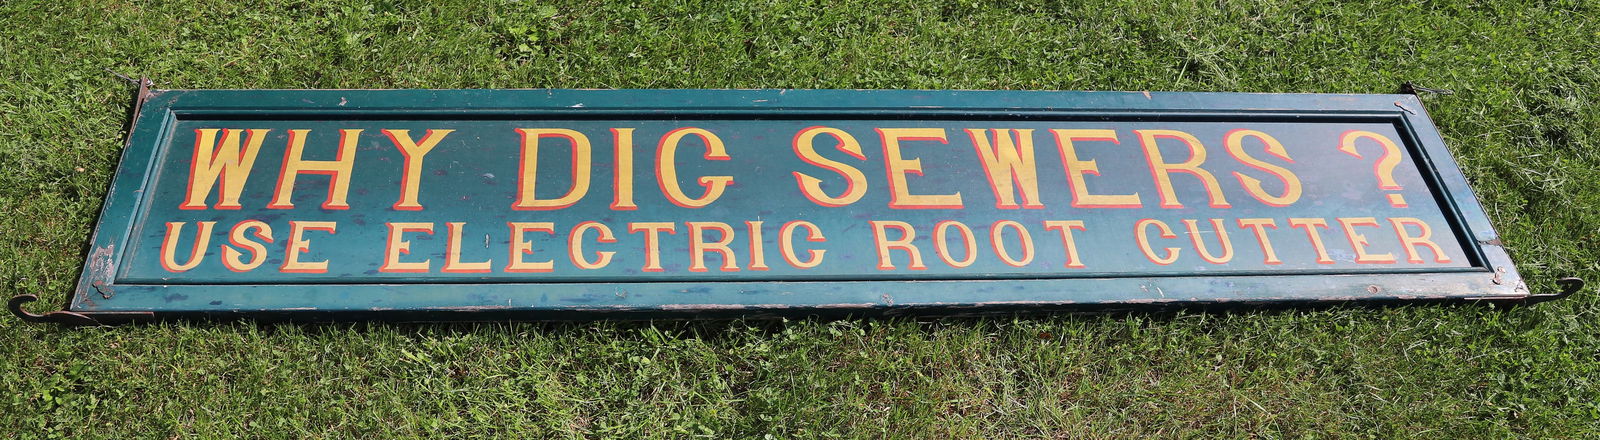 WHY DIG SEWERS ?
USE ELECTRIC ROOT CUTTER